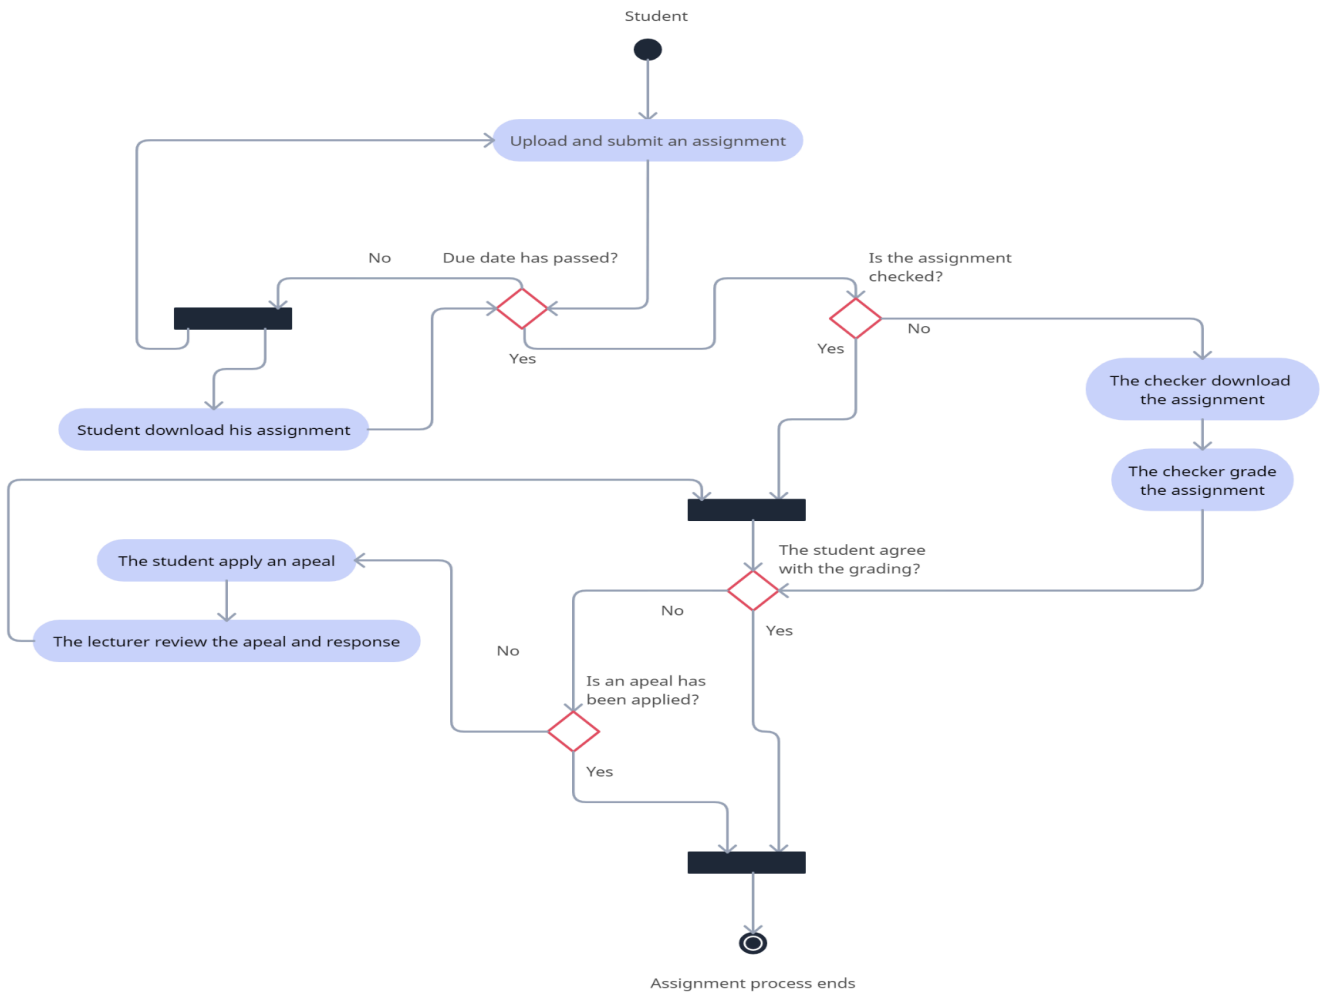 Student
Upload and submit an assignment
No
Due date has passed?
Is the assignment
checked?
No
Yes
Yes
The checker download
the assignment
Student download his assignment
The checker grade
the assignment
The student agree
with the grading?
The student apply an apeal
No
Yes
The lecturer review the apeal and response
No
Is an apeal has
been applied?
Yes
Assignment process ends